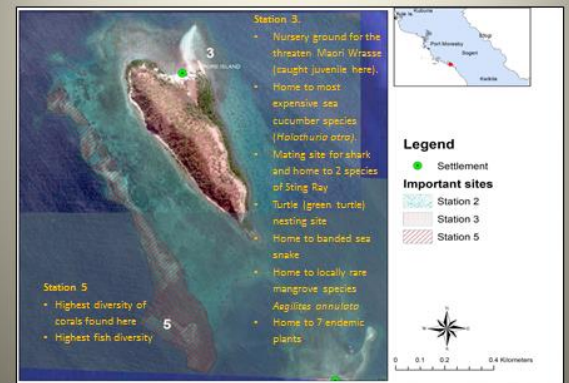 Station 3.
• Nursery ground for the
threaten Maori Wrasse
(caught juvenile here).
• Home to most
expensive sea
cucumber species
(Holothuria atra).
• Mating site for shark
and home to 2 species
of Sting Ray
• Turtle (green turtle)
nesting site
• Home to banded sea
snake
• Home to locally rare
mangrove species
Aegilites annulata
• Home to 7 endemic
plants
3
ISLAND
Station 5
• Highest diversity of
corals found here
• Highest fish diversity
5
Port Moresby
Sogeri
Legend
Settlement
Important sites
Station 2
Station 3
Station 5
0 0.1 0.2 0.4 Kilometers